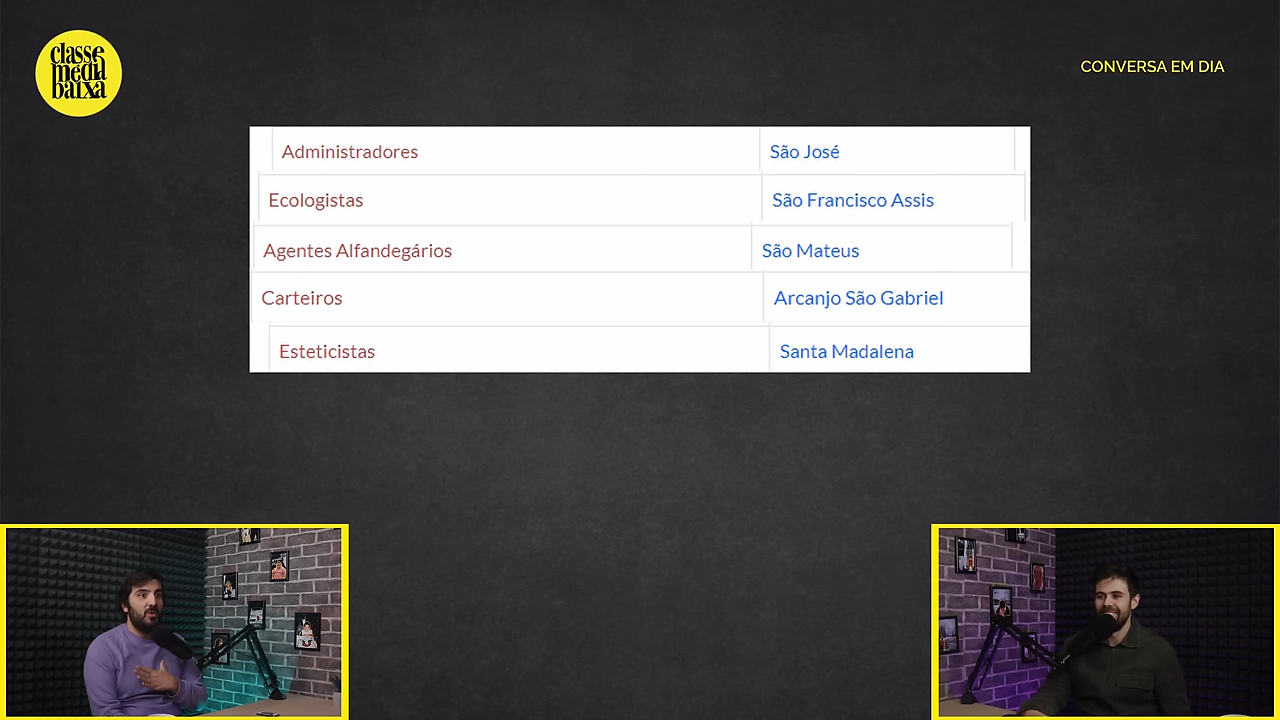 classe
média
baixa
CONVERSA EM DIA
Administradores São José
Ecologistas São Francisco Assis
Agentes Alfandegários São Mateus
Carteiros Arcanjo São Gabriel
Esteticistas Santa Madalena